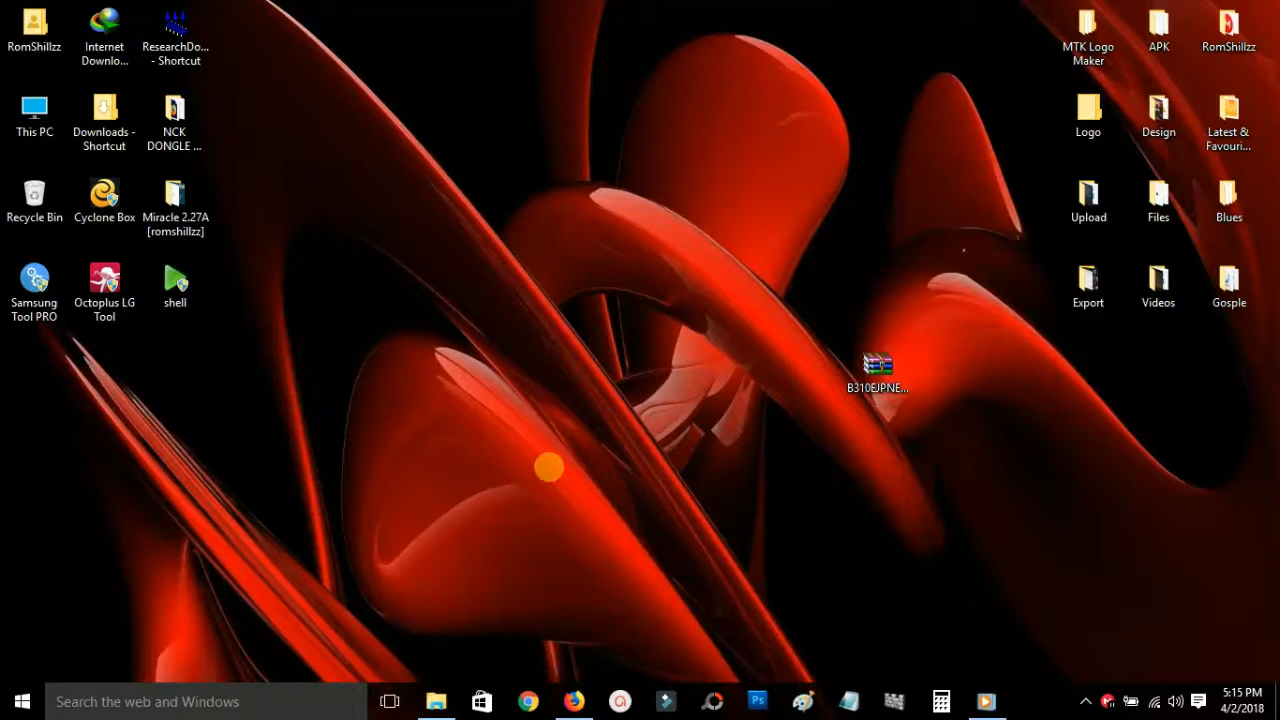 RomShillzz
Internet
Downlo...
ResearchDo...
- Shortcut
This PC
Downloads -
Shortcut
NCK
DONGLE ...
Recycle Bin
Cyclone Box
Miracle 2.27A
[romshillzz]
Samsung
Tool PRO
Octoplus LG
Tool
shell
MTK Logo
Maker
APK
RomShillzz
Logo
Design
Latest &
Favouri...
Upload
Files
Blues
Export
Videos
Gosple
B310EJPNE...
Search the web and Windows
Ps
5:15 PM
4/2/2018